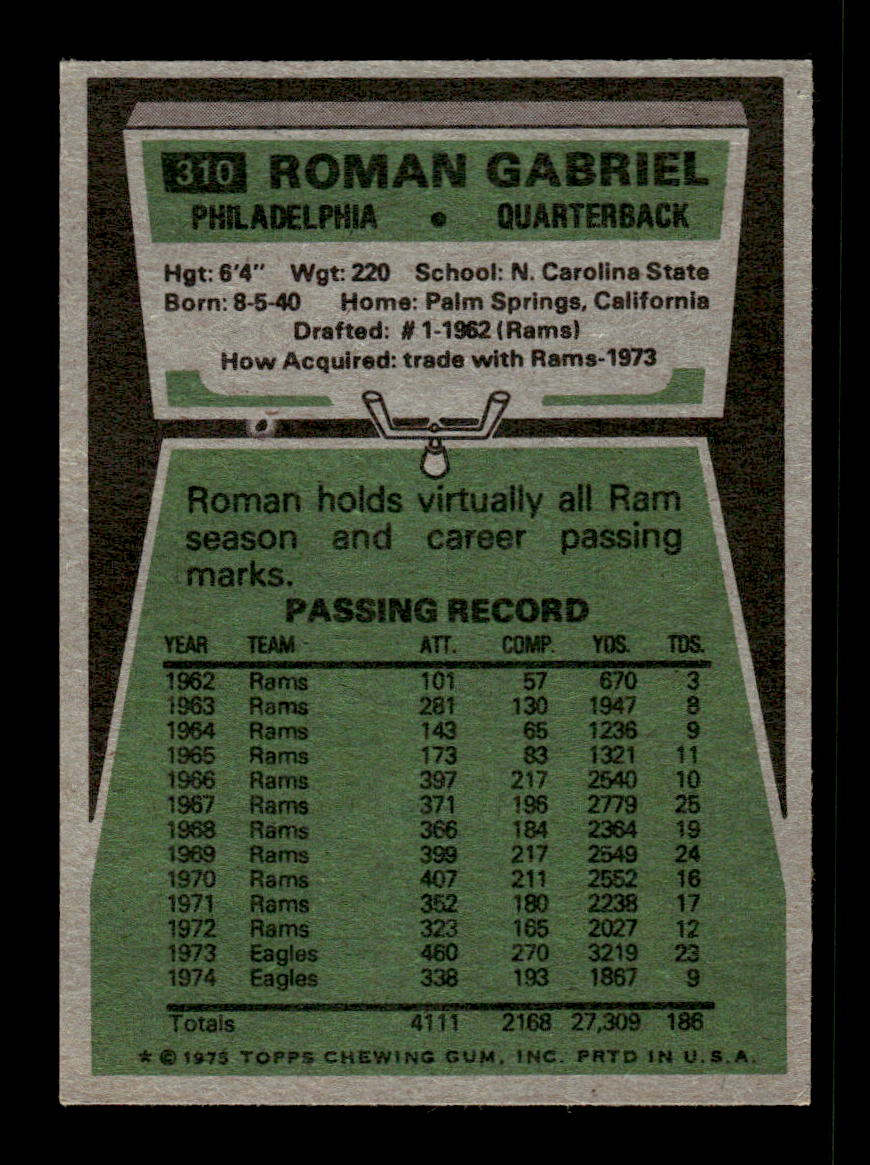 310 ROMAN GABRIEL
PHILADELPHIA • QUARTERBACK
Hgt: 6'4" Wgt: 220 School: N. Carolina State
Born: 8-5-40 Home: Palm Springs, California
Drafted: #1-1962 (Rams)
How Acquired: trade with Rams-1973
Roman holds virtually all Ram
season and career passing
marks.
PASSING RECORD
YEAR TEAM ATT. COMP. YDS. TDS.
1962 Rams 101 57 670 3
1963 Rams 281 130 1947 8
1964 Rams 143 65 1236 9
1965 Rams 173 83 1321 11
1966 Rams 397 217 2540 10
1967 Rams 371 196 2779 25
1968 Rams 366 184 2364 19
1969 Rams 399 217 2549 24
1970 Rams 407 211 2552 16
1971 Rams 352 180 2238 17
1972 Rams 323 165 2027 12
1973 Eagles 460 270 3219 23
1974 Eagles 338 193 1867 9
Totals 4111 2168 27,309 186
* © 1975 TOPPS CHEWING GUM, INC. PRTD IN U.S.A.